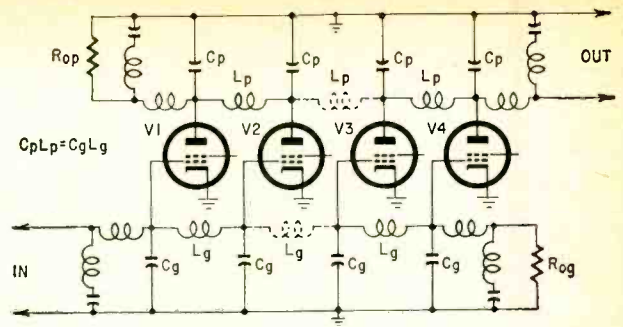 Cp Cp Cp Cp
Rop Lp Lp Lp OUT
V1 V2 V3 V4
CpLp=CgLg
Lg Lg Lg
IN Cg Cg Cg Cg Rog